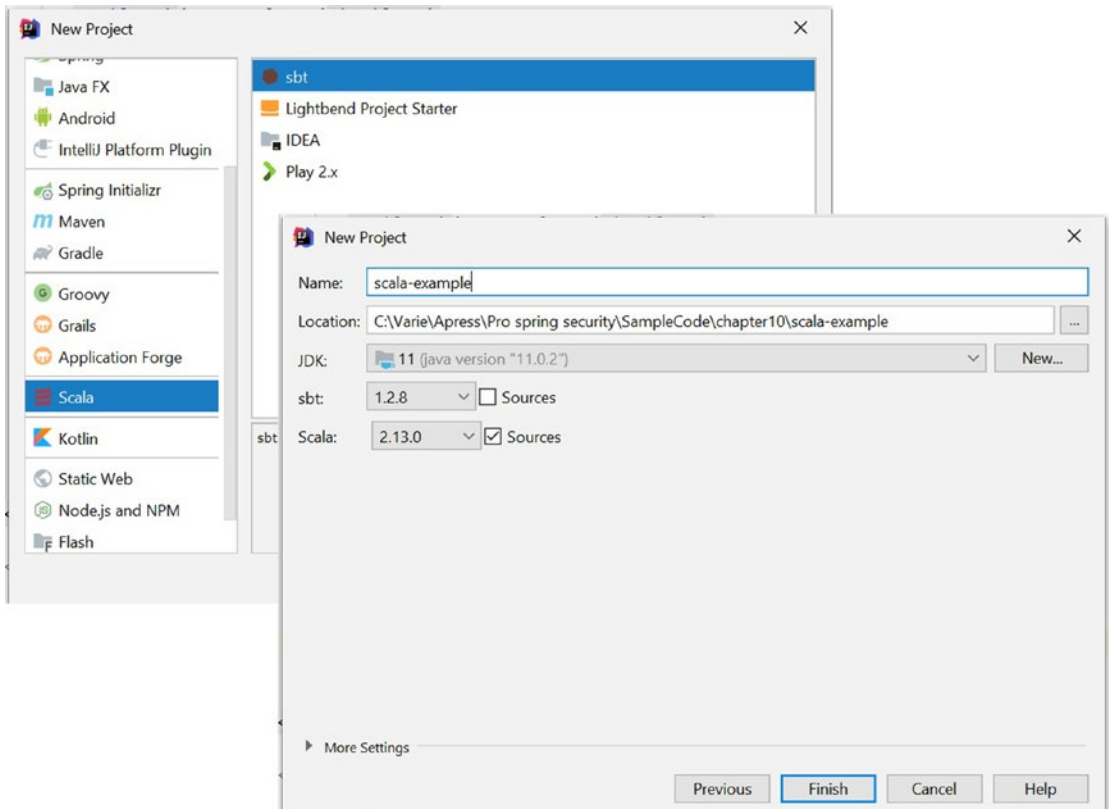 New Project
Spring
Java FX
Android
IntelliJ Platform Plugin
Spring Initializr
Maven
Gradle
Groovy
Grails
Application Forge
Scala
Kotlin
Static Web
Node.js and NPM
Flash
sbt
Lightbend Project Starter
IDEA
Play 2.x
sbt
New Project
Name: scala-example
Location: C:\Varie\Apress\Pro spring security\SampleCode\chapter10\scala-example ...
JDK: 11 (java version "11.0.2") New...
sbt: 1.2.8 Sources
Scala: 2.13.0 Sources
More Settings
Previous Finish Cancel Help